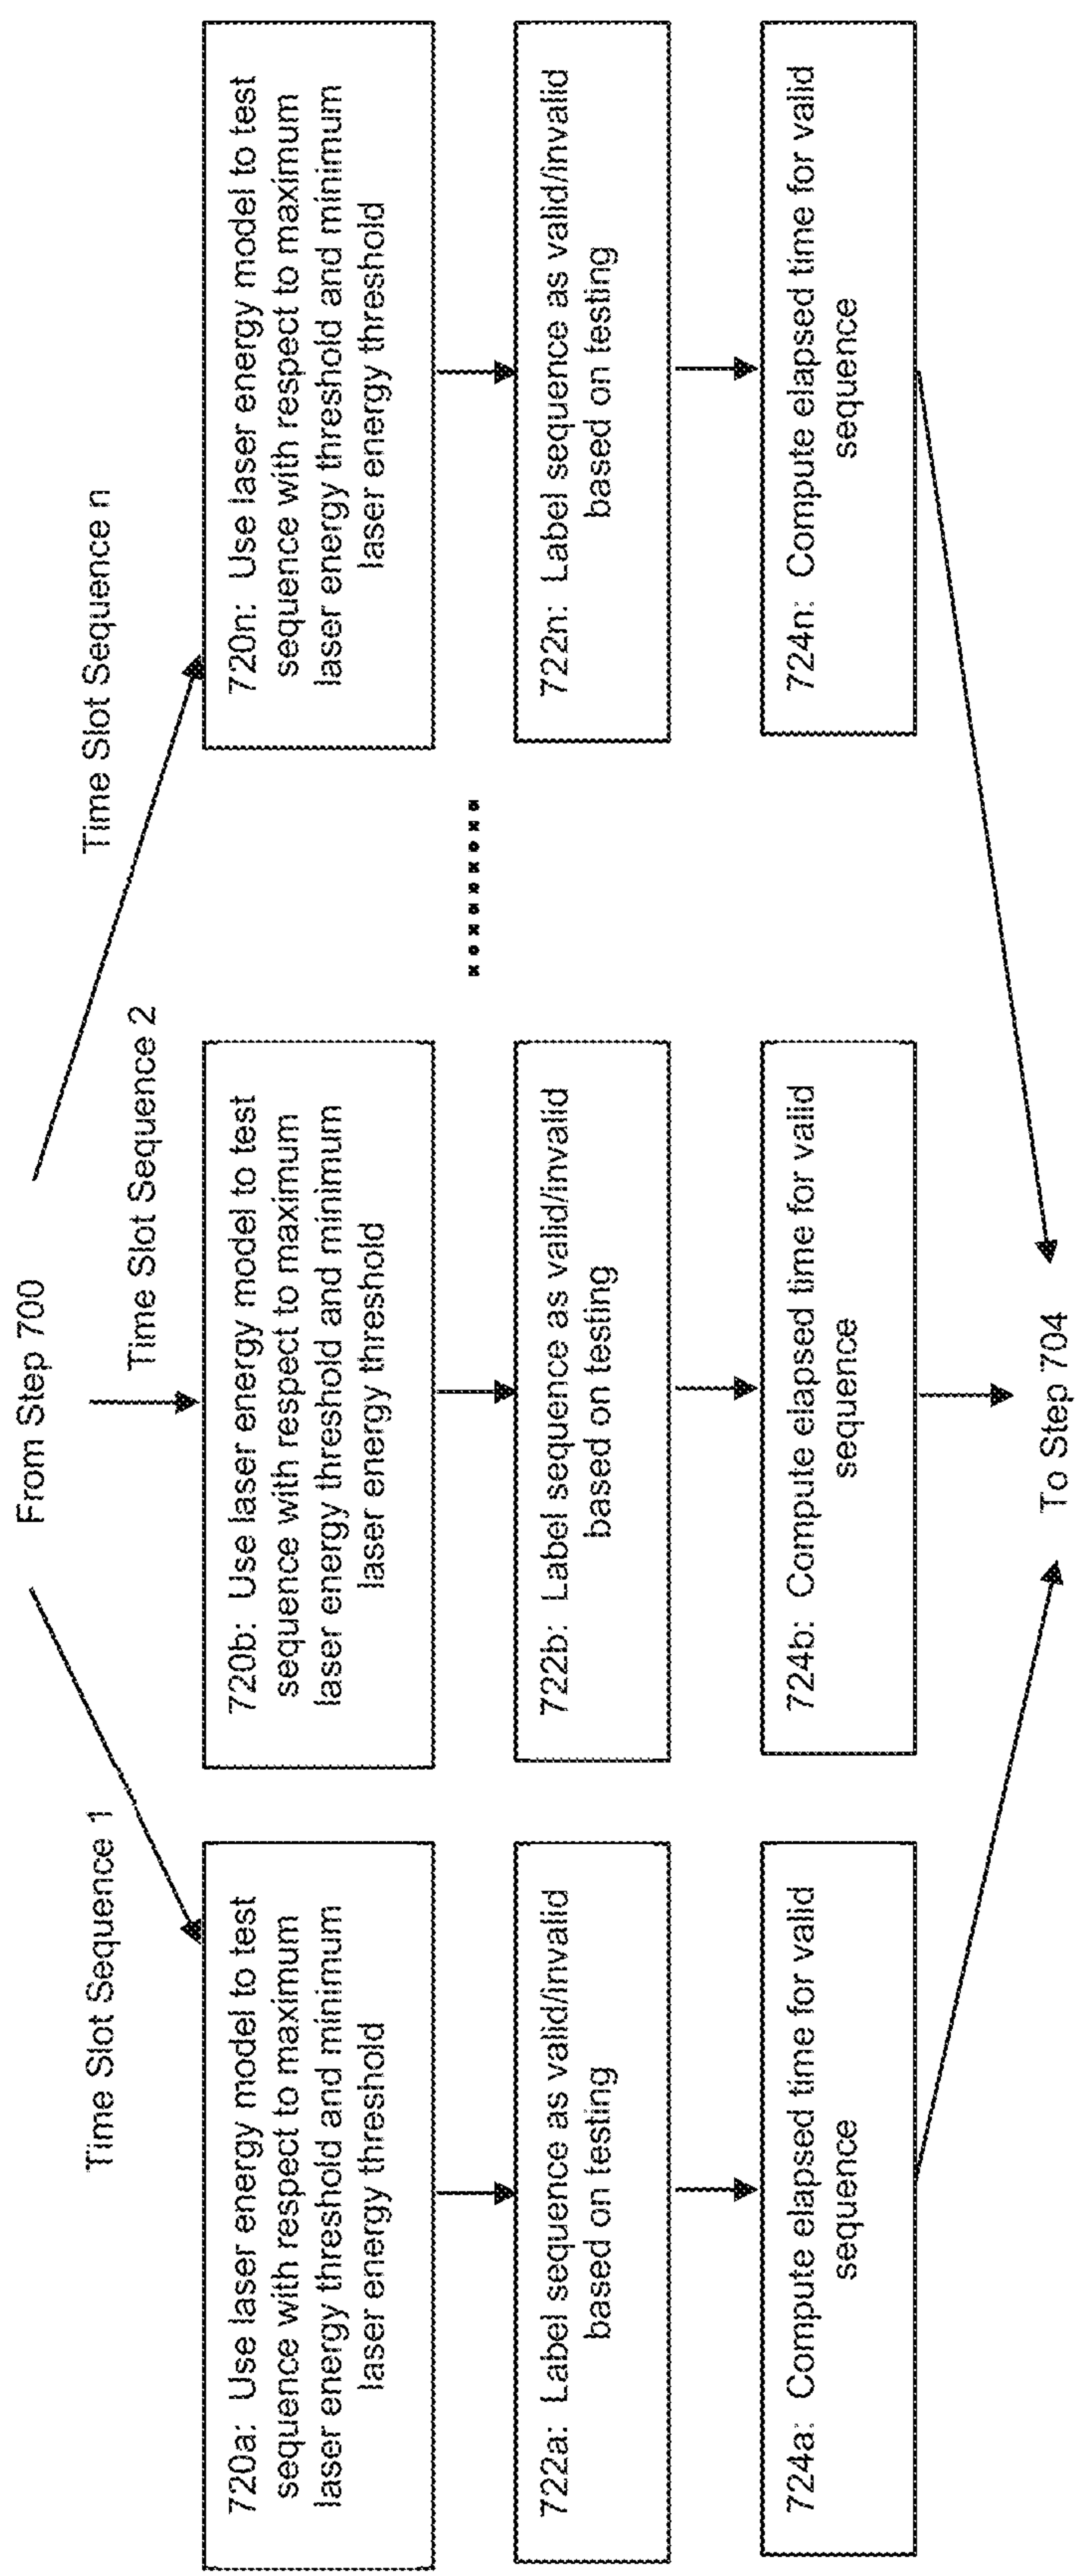 From Step 700
Time Slot Sequence 1
Time Slot Sequence 2
Time Slot Sequence n
720a: Use laser energy model to test
sequence with respect to maximum
laser energy threshold and minimum
laser energy threshold
720b: Use laser energy model to test
sequence with respect to maximum
laser energy threshold and minimum
laser energy threshold
720n: Use laser energy model to test
sequence with respect to maximum
laser energy threshold and minimum
laser energy threshold
722a: Label sequence as valid/invalid
based on testing
722b: Label sequence as valid/invalid
based on testing
722n: Label sequence as valid/invalid
based on testing
724a: Compute elapsed time for valid
sequence
724b: Compute elapsed time for valid
sequence
724n: Compute elapsed time for valid
sequence
To Step 704